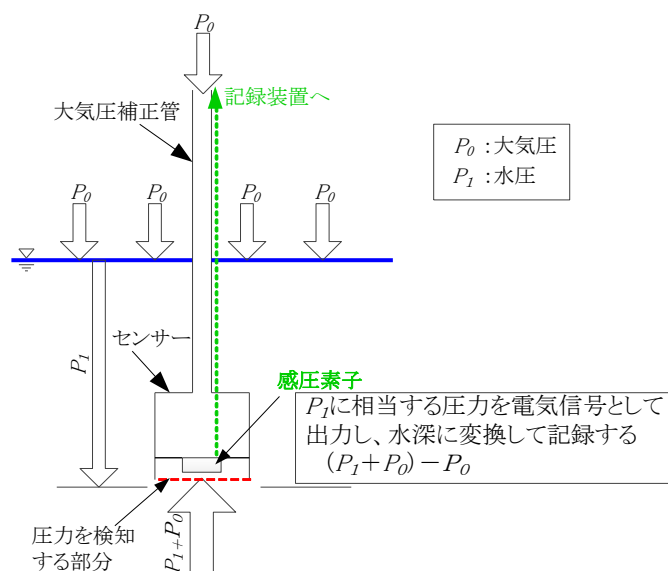 P₀
記録装置へ
大気圧補正管
P₀ :大気圧
P₁ :水圧
P₀
P₀
P₀
P₀
P₁
センサー
感圧素子
P₁に相当する圧力を電気信号として
出力し、水深に変換して記録する
(P₁+P₀)-P₀
圧力を検知
する部分
P₁+P₀